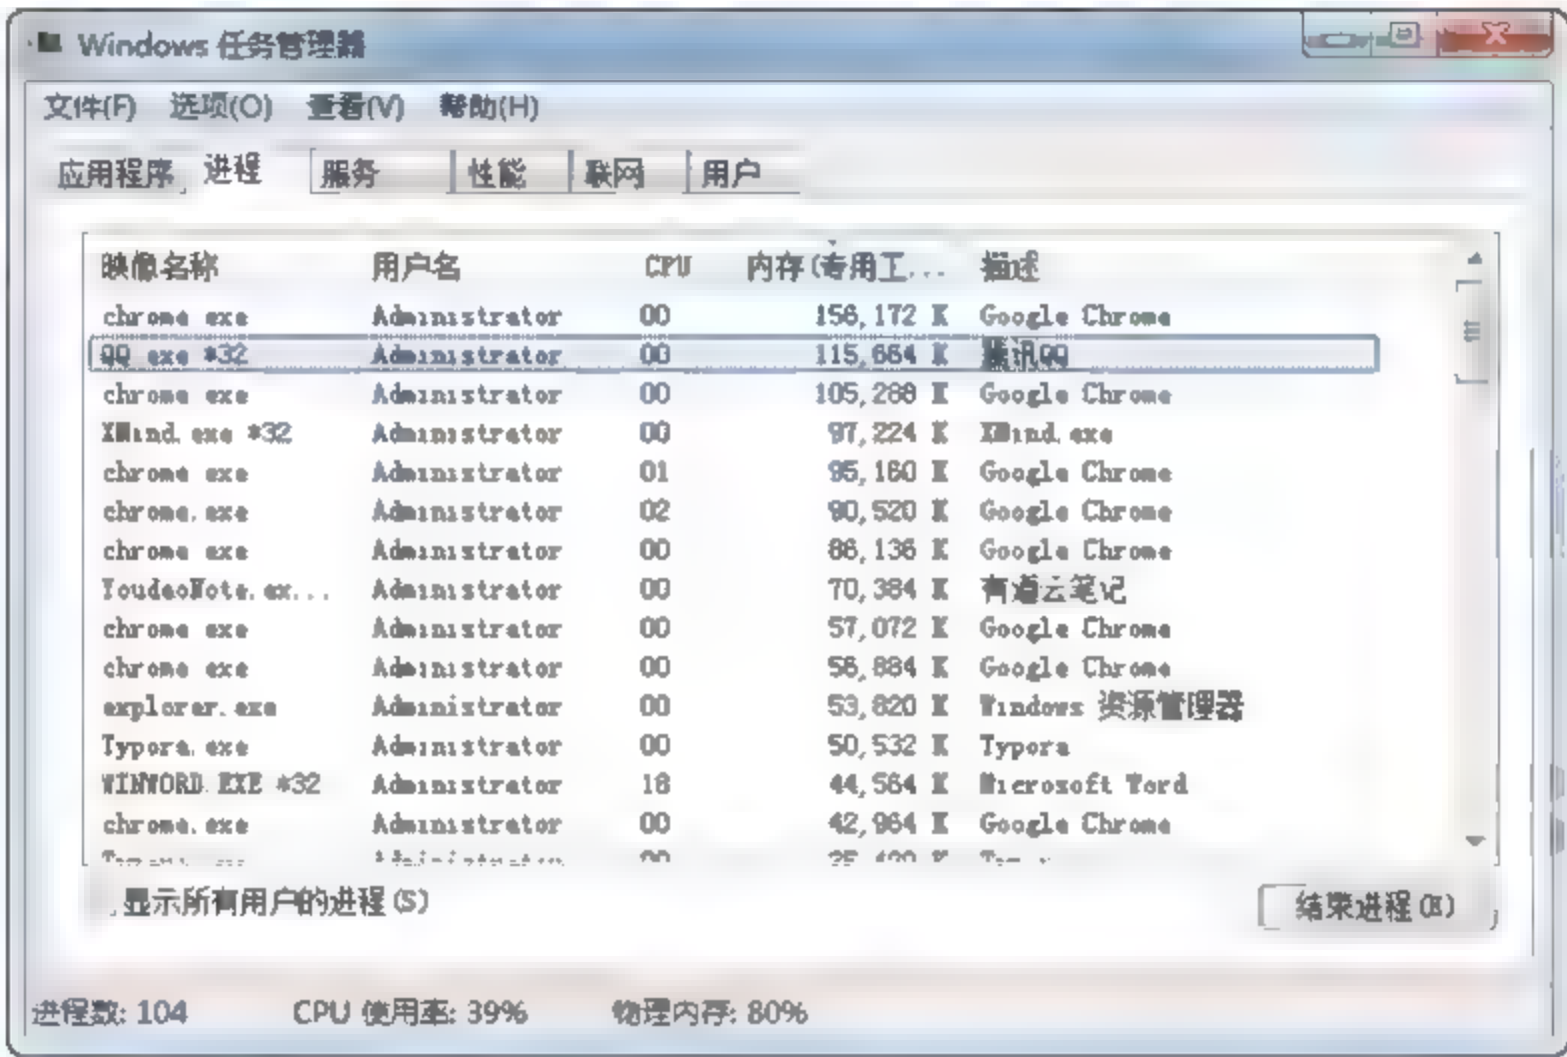 Windows 任务管理器
文件(F) 选项(O) 查看(V) 帮助(H)
应用程序 进程 服务 性能 联网 用户
映像名称 用户名 CPU 内存(专用工... 描述
chrome.exe Administrator 00 156,172 K Google Chrome
QQ.exe *32 Administrator 00 115,664 K 腾讯QQ
chrome.exe Administrator 00 105,288 K Google Chrome
XMind.exe *32 Administrator 00 97,224 K XMind.exe
chrome.exe Administrator 01 95,160 K Google Chrome
chrome.exe Administrator 02 90,520 K Google Chrome
chrome.exe Administrator 00 86,136 K Google Chrome
YoudaoNote.ex... Administrator 00 70,384 K 有道云笔记
chrome.exe Administrator 00 57,072 K Google Chrome
chrome.exe Administrator 00 56,884 K Google Chrome
explorer.exe Administrator 00 53,820 K Windows 资源管理器
Typora.exe Administrator 00 50,532 K Typora
WINWORD.EXE *32 Administrator 18 44,564 K Microsoft Word
chrome.exe Administrator 00 42,964 K Google Chrome
显示所有用户的进程(S) 结束进程(E)
进程数: 104 CPU 使用率: 39% 物理内存: 80%